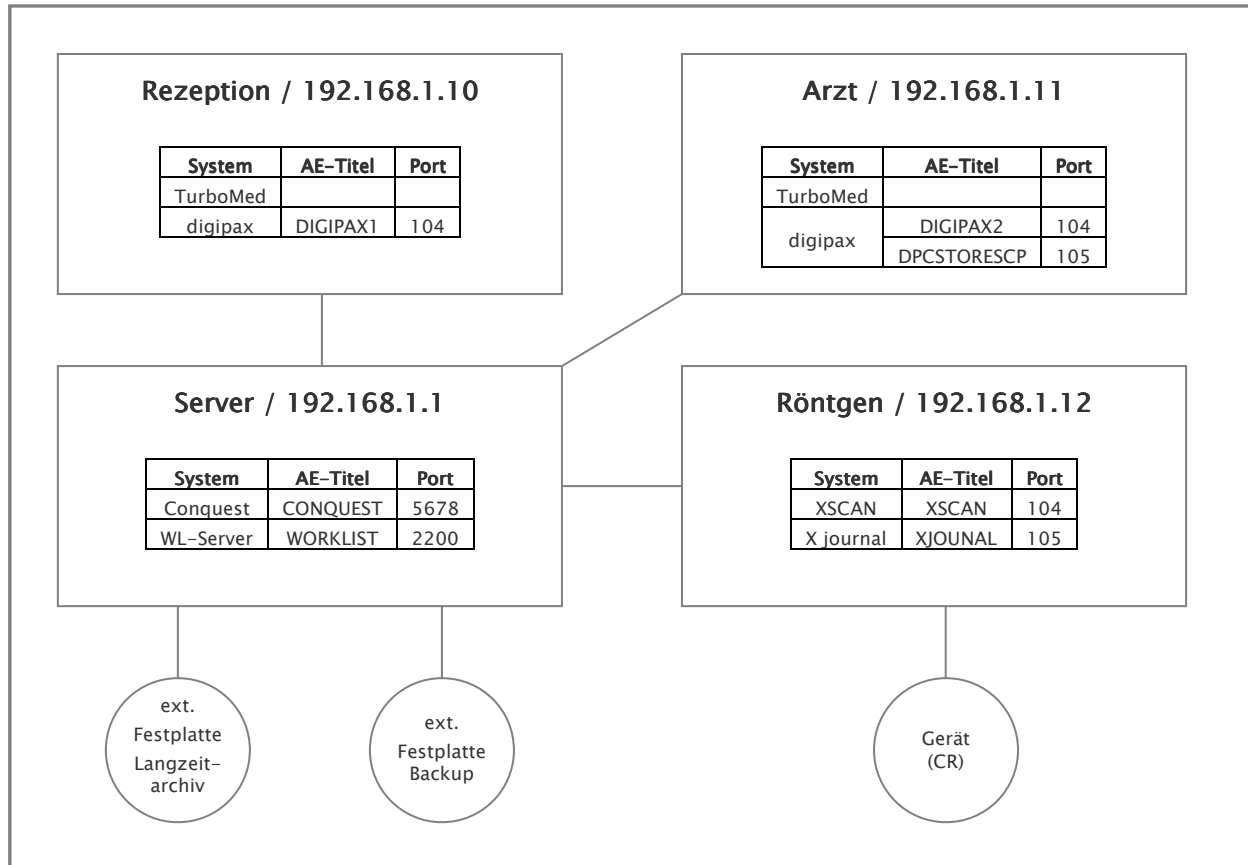 Rezeption / 192.168.1.10
System AE-Titel Port
TurboMed
digipax DIGIPAX1 104
Arzt / 192.168.1.11
System AE-Titel Port
TurboMed
digipax DIGIPAX2 104
DPCSTORESCP 105
Server / 192.168.1.1
System AE-Titel Port
Conquest CONQUEST 5678
WL-Server WORKLIST 2200
Röntgen / 192.168.1.12
System AE-Titel Port
XSCAN XSCAN 104
X journal XJOUNAL 105
ext.
Festplatte
Langzeit-
archiv
ext.
Festplatte
Backup
Gerät
(CR)